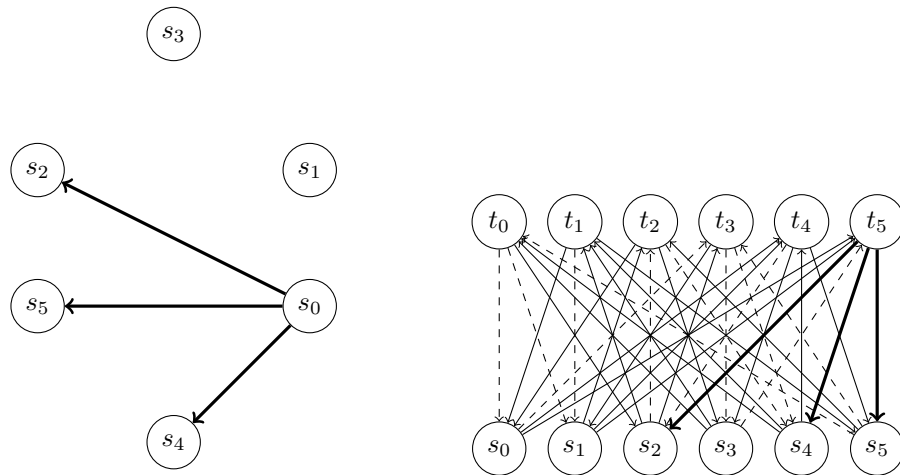 s₃
s₂ s₁
t₀ t₁ t₂ t₃ t₄ t₅
s₅ s₀
s₄ s₀ s₁ s₂ s₃ s₄ s₅